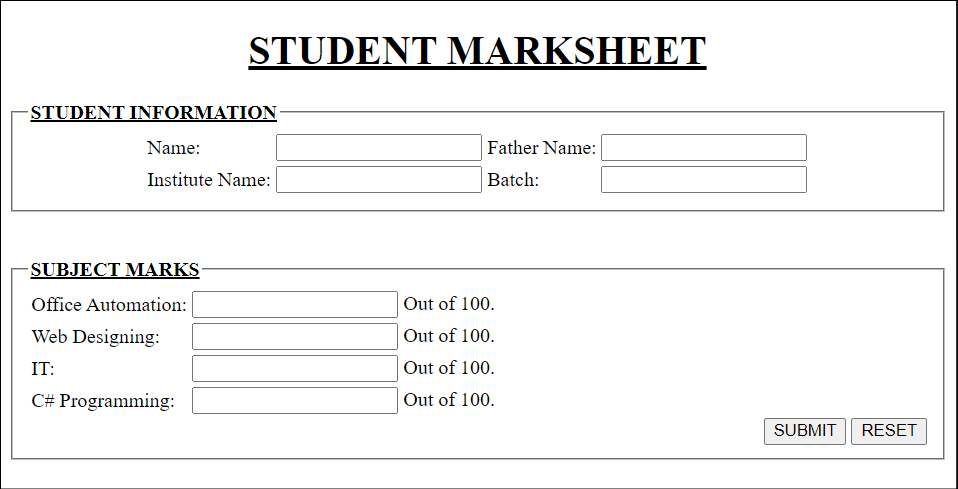 STUDENT MARKSHEET
STUDENT INFORMATION
Name: Father Name:
Institute Name: Batch:
SUBJECT MARKS
Office Automation: Out of 100.
Web Designing: Out of 100.
IT: Out of 100.
C# Programming: Out of 100.
SUBMIT RESET